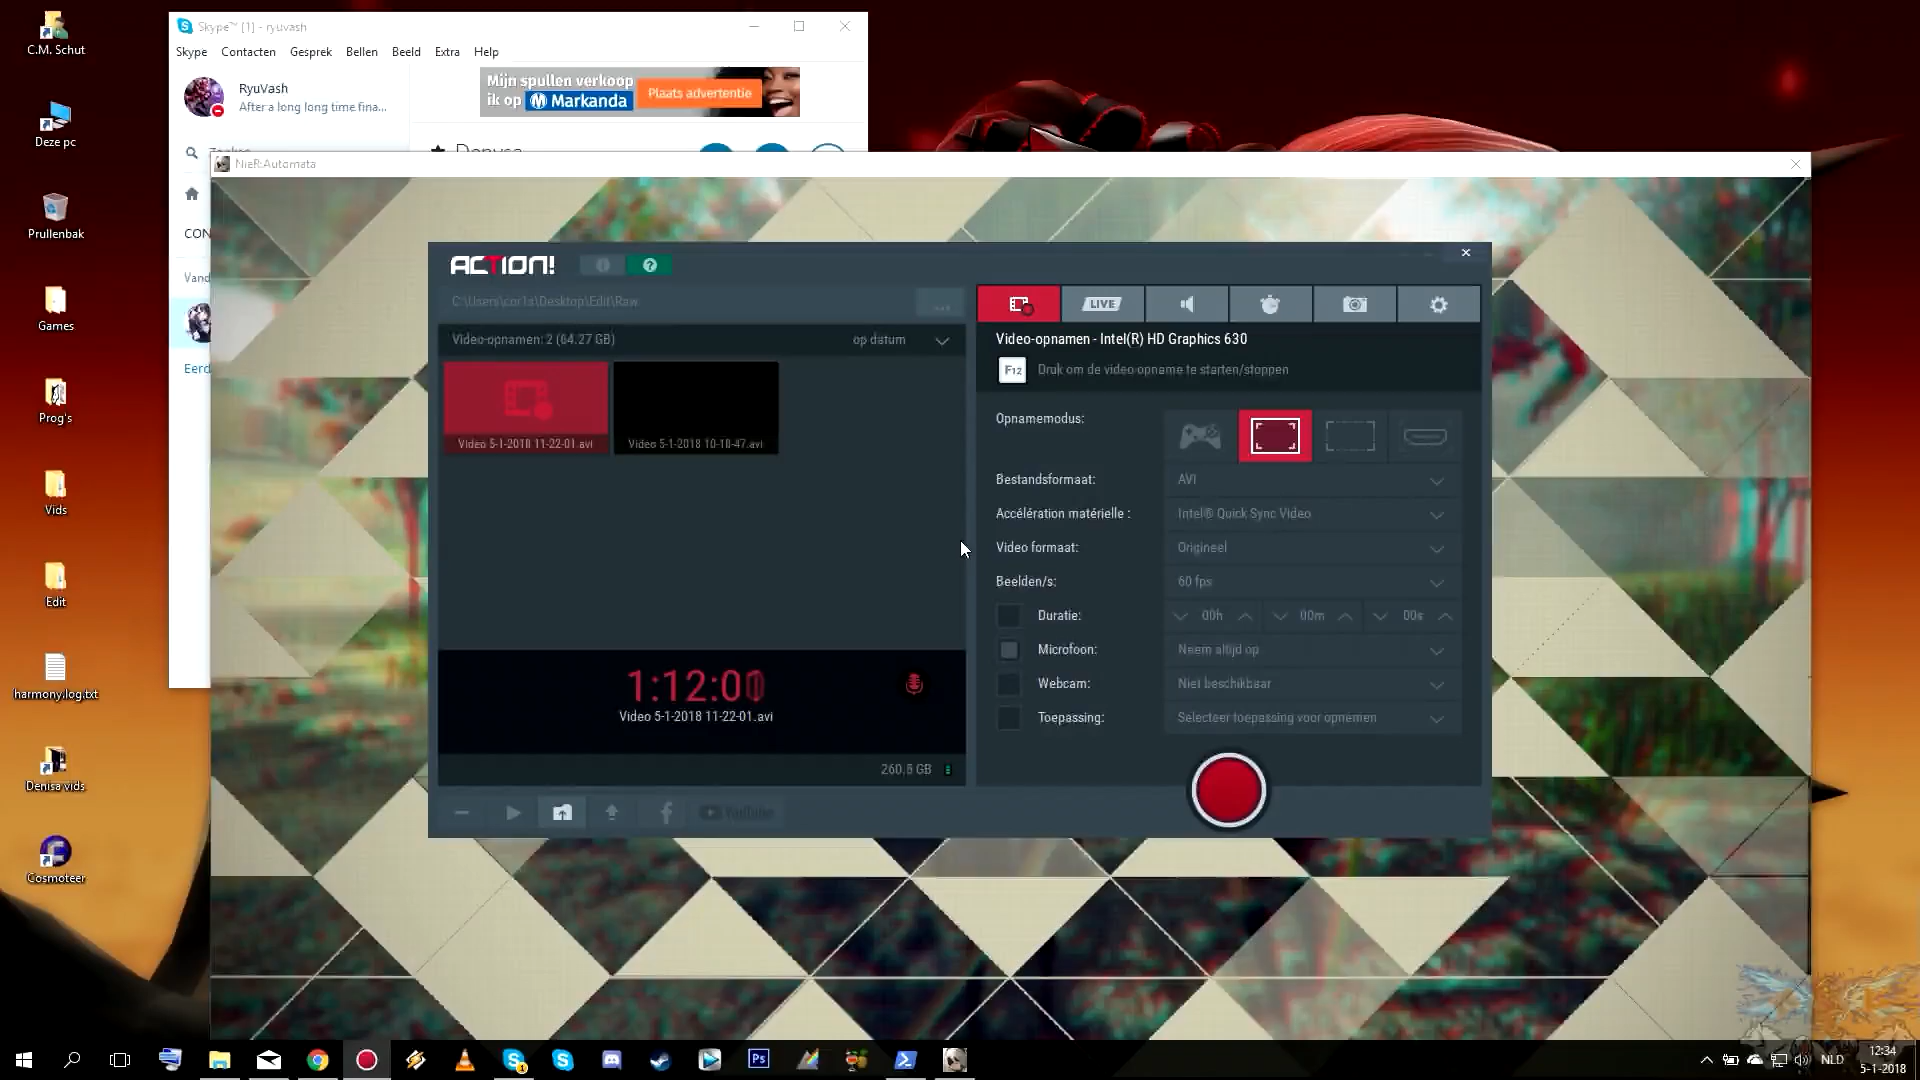 C.M. Schut
Deze pc
Prullenbak
Games
Prog's
Vids
Edit
harmony.log.txt
Denisa vids
Cosmoteer
Skype™ [1] - ryuvash
Skype Contacten Gesprek Bellen Beeld Extra Help
RyuVash
After a long long time fina...
Mijn spullen verkoop
ik op Markanda
Plaats advertentie
CON
Vand
Eerd
NieR:Automata
ACTION!
?
C:\Users\cor1s\Desktop\Edit\Raw
...
Video-opnamen: 2 (64.27 GB)
op datum
Video 5-1-2018 11-22-01.avi
Video 5-1-2018 10-10-47.avi
Video 5-1-2018 11-22-01.avi
260.6 GB
YouTube
LIVE
Video-opnamen - Intel(R) HD Graphics 630
F12 Druk om de video opname te starten/stoppen
Opnamemodus:
Bestandsformaat: AVI
Accélération matérielle : Intel® Quick Sync Video
Video formaat: Origineel
Beelden/s: 60 fps
Duratie: 00h 00m 00s
Microfoon: Neem altijd op
Webcam: Niet beschikbaar
Toepassing: Selecteer toepassing voor opnemen
Ps
1
NLD
12:34
5-1-2018